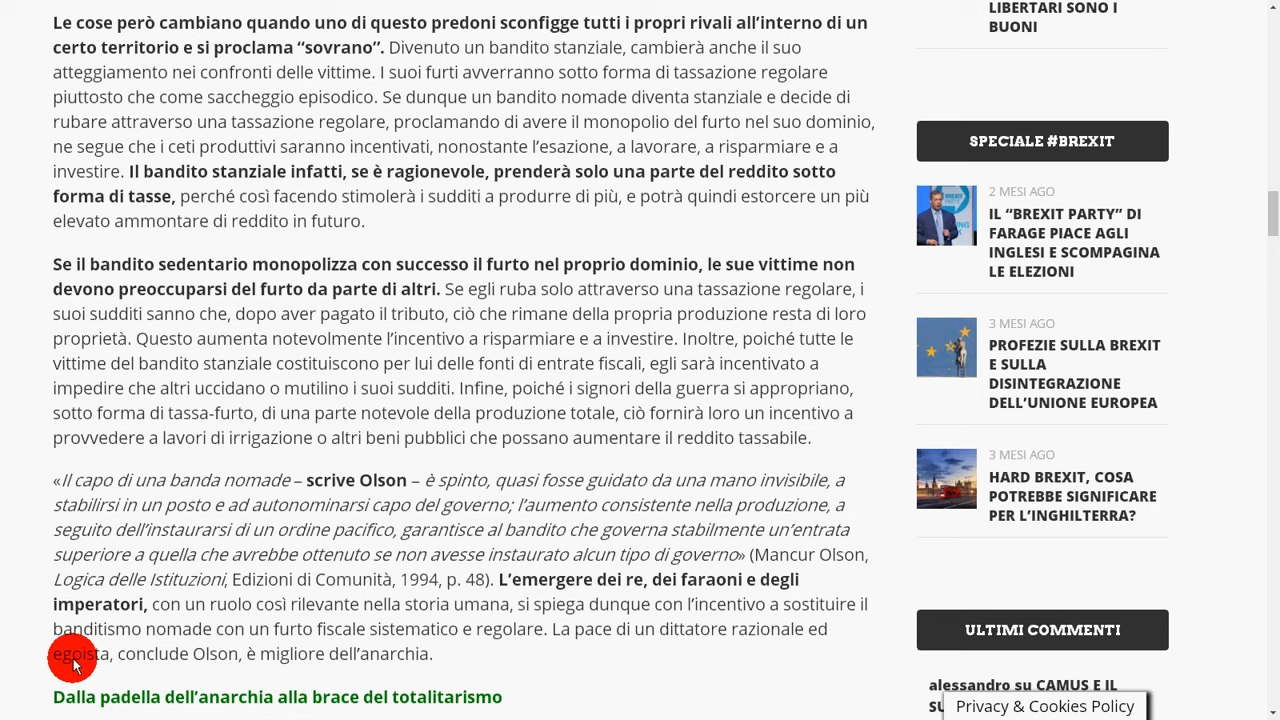 Le cose però cambiano quando uno di questo predoni sconfigge tutti i propri rivali all’interno di un
certo territorio e si proclama “sovrano”. Divenuto un bandito stanziale, cambierà anche il suo
atteggiamento nei confronti delle vittime. I suoi furti avverranno sotto forma di tassazione regolare
piuttosto che come saccheggio episodico. Se dunque un bandito nomade diventa stanziale e decide di
rubare attraverso una tassazione regolare, proclamando di avere il monopolio del furto nel suo dominio,
ne segue che i ceti produttivi saranno incentivati, nonostante l’esazione, a lavorare, a risparmiare e a
investire. Il bandito stanziale infatti, se è ragionevole, prenderà solo una parte del reddito sotto
forma di tasse, perché così facendo stimolerà i sudditi a produrre di più, e potrà quindi estorcere un più
elevato ammontare di reddito in futuro.
Se il bandito sedentario monopolizza con successo il furto nel proprio dominio, le sue vittime non
devono preoccuparsi del furto da parte di altri. Se egli ruba solo attraverso una tassazione regolare, i
suoi sudditi sanno che, dopo aver pagato il tributo, ciò che rimane della propria produzione resta di loro
proprietà. Questo aumenta notevolmente l’incentivo a risparmiare e a investire. Inoltre, poiché tutte le
vittime del bandito stanziale costituiscono per lui delle fonti di entrate fiscali, egli sarà incentivato a
impedire che altri uccidano o mutilino i suoi sudditi. Infine, poiché i signori della guerra si appropriano,
sotto forma di tassa-furto, di una parte notevole della produzione totale, ciò fornirà loro un incentivo a
provvedere a lavori di irrigazione o altri beni pubblici che possano aumentare il reddito tassabile.
«Il capo di una banda nomade – scrive Olson – è spinto, quasi fosse guidato da una mano invisibile, a
stabilirsi in un posto e ad autonominarsi capo del governo; l’aumento consistente nella produzione, a
seguito dell’instaurarsi di un ordine pacifico, garantisce al bandito che governa stabilmente un’entrata
superiore a quella che avrebbe ottenuto se non avesse instaurato alcun tipo di governo» (Mancur Olson,
Logica delle Istituzioni, Edizioni di Comunità, 1994, p. 48). L’emergere dei re, dei faraoni e degli
imperatori, con un ruolo così rilevante nella storia umana, si spiega dunque con l’incentivo a sostituire il
banditismo nomade con un furto fiscale sistematico e regolare. La pace di un dittatore razionale ed
egoista, conclude Olson, è migliore dell’anarchia.
Dalla padella dell’anarchia alla brace del totalitarismo
LIBERTARI SONO I
BUONI
SPECIALE #BREXIT
2 MESI AGO
IL “BREXIT PARTY” DI
FARAGE PIACE AGLI
INGLESI E SCOMPAGINA
LE ELEZIONI
3 MESI AGO
PROFEZIE SULLA BREXIT
E SULLA
DISINTEGRAZIONE
DELL’UNIONE EUROPEA
3 MESI AGO
HARD BREXIT, COSA
POTREBBE SIGNIFICARE
PER L’INGHILTERRA?
ULTIMI COMMENTI
alessandro su CAMUS E IL
Privacy & Cookies Policy